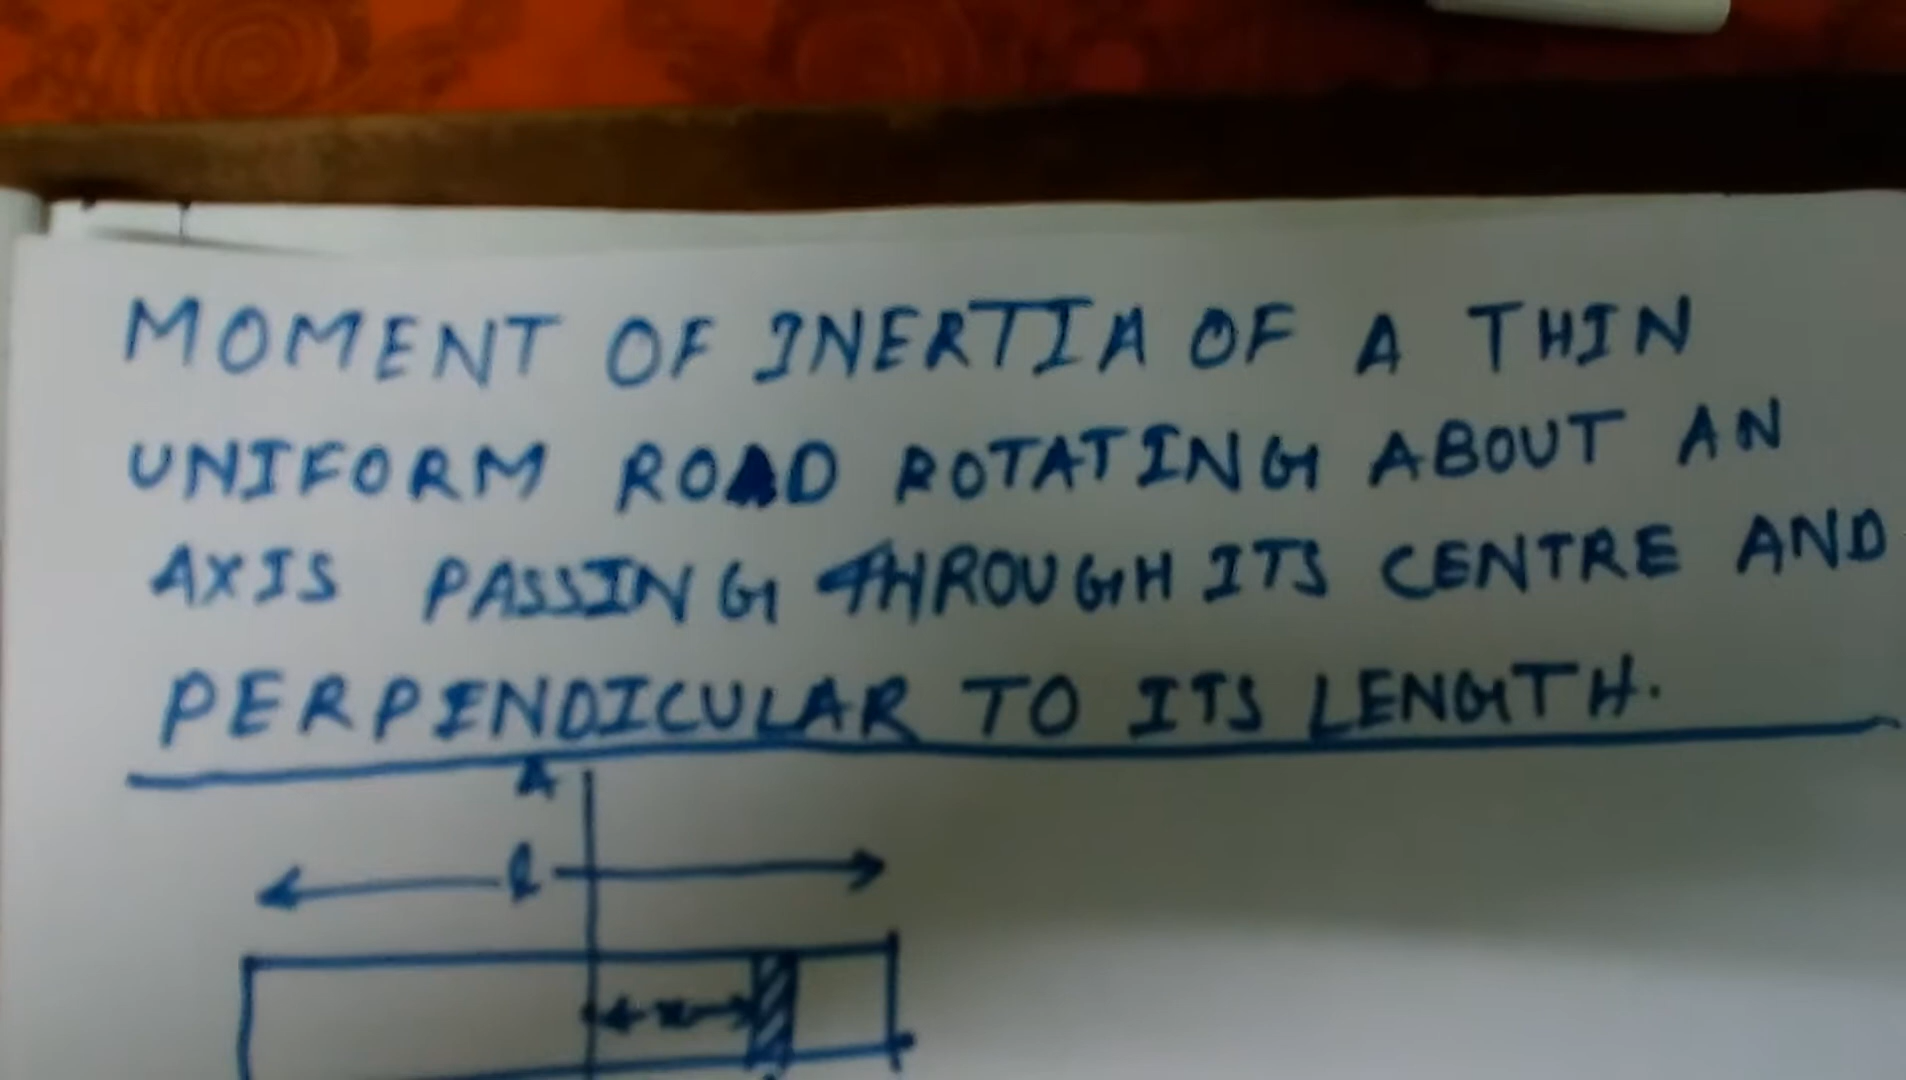 MOMENT OF INERTIA OF A THIN
UNIFORM ROAD ROTATING ABOUT AN
AXIS PASSING THROUGH ITS CENTRE AND
PERPENDICULAR TO ITS LENGTH.
A
l
x